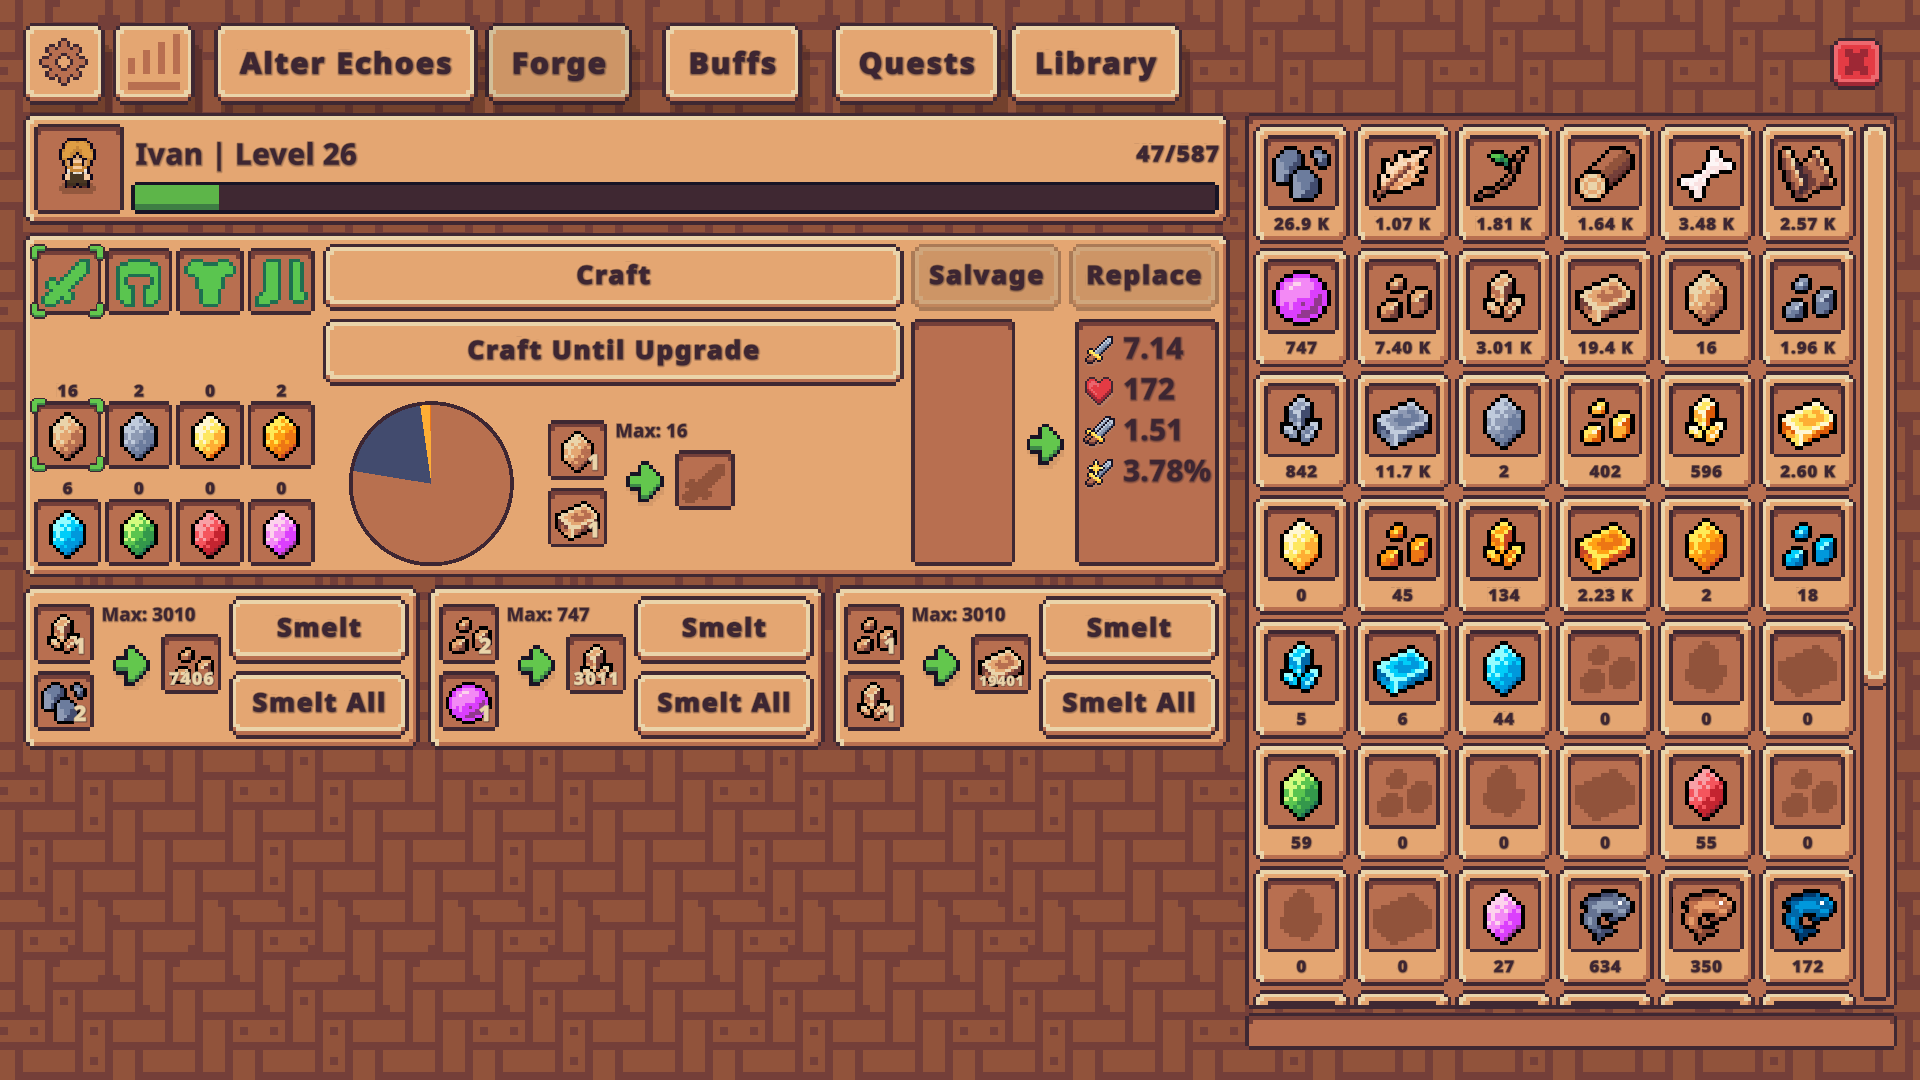 Alter Echoes Forge Buffs Quests Library
Ivan | Level 26 47/587
Craft Salvage Replace
Craft Until Upgrade
16 2 0 2
6 0 0 0
Max: 16
1
1
7.14
172
1.51
3.78%
Max: 3010 Smelt
1
7406
2 Smelt All
Max: 747 Smelt
2
3011
1 Smelt All
Max: 3010 Smelt
1
19401
1 Smelt All
26.9 K 1.07 K 1.81 K 1.64 K 3.48 K 2.57 K
747 7.40 K 3.01 K 19.4 K 16 1.96 K
842 11.7 K 2 402 596 2.60 K
0 45 134 2.23 K 2 18
5 6 44 0 0 0
59 0 0 0 55 0
0 0 27 634 350 172